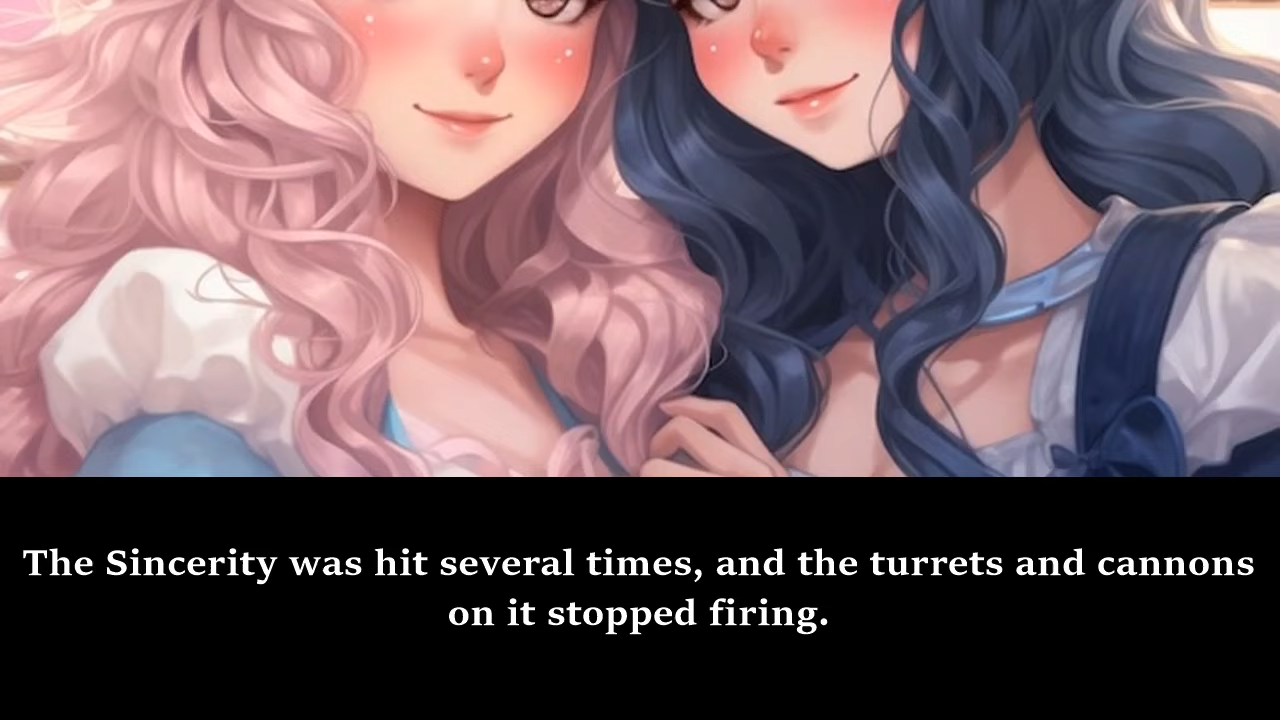 The Sincerity was hit several times, and the turrets and cannons
on it stopped firing.